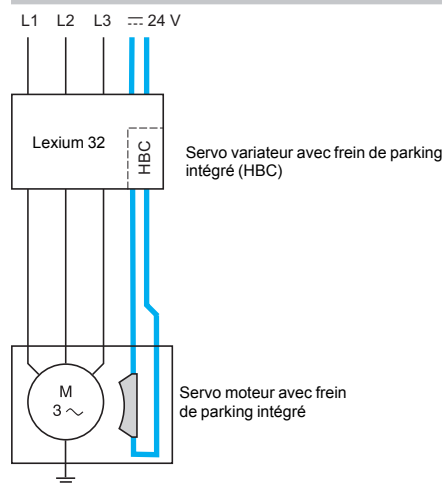 L1 L2 L3 ⎓ 24 V
Lexium 32
HBC
Servo variateur avec frein de parking
intégré (HBC)
M
3 ~
Servo moteur avec frein
de parking intégré